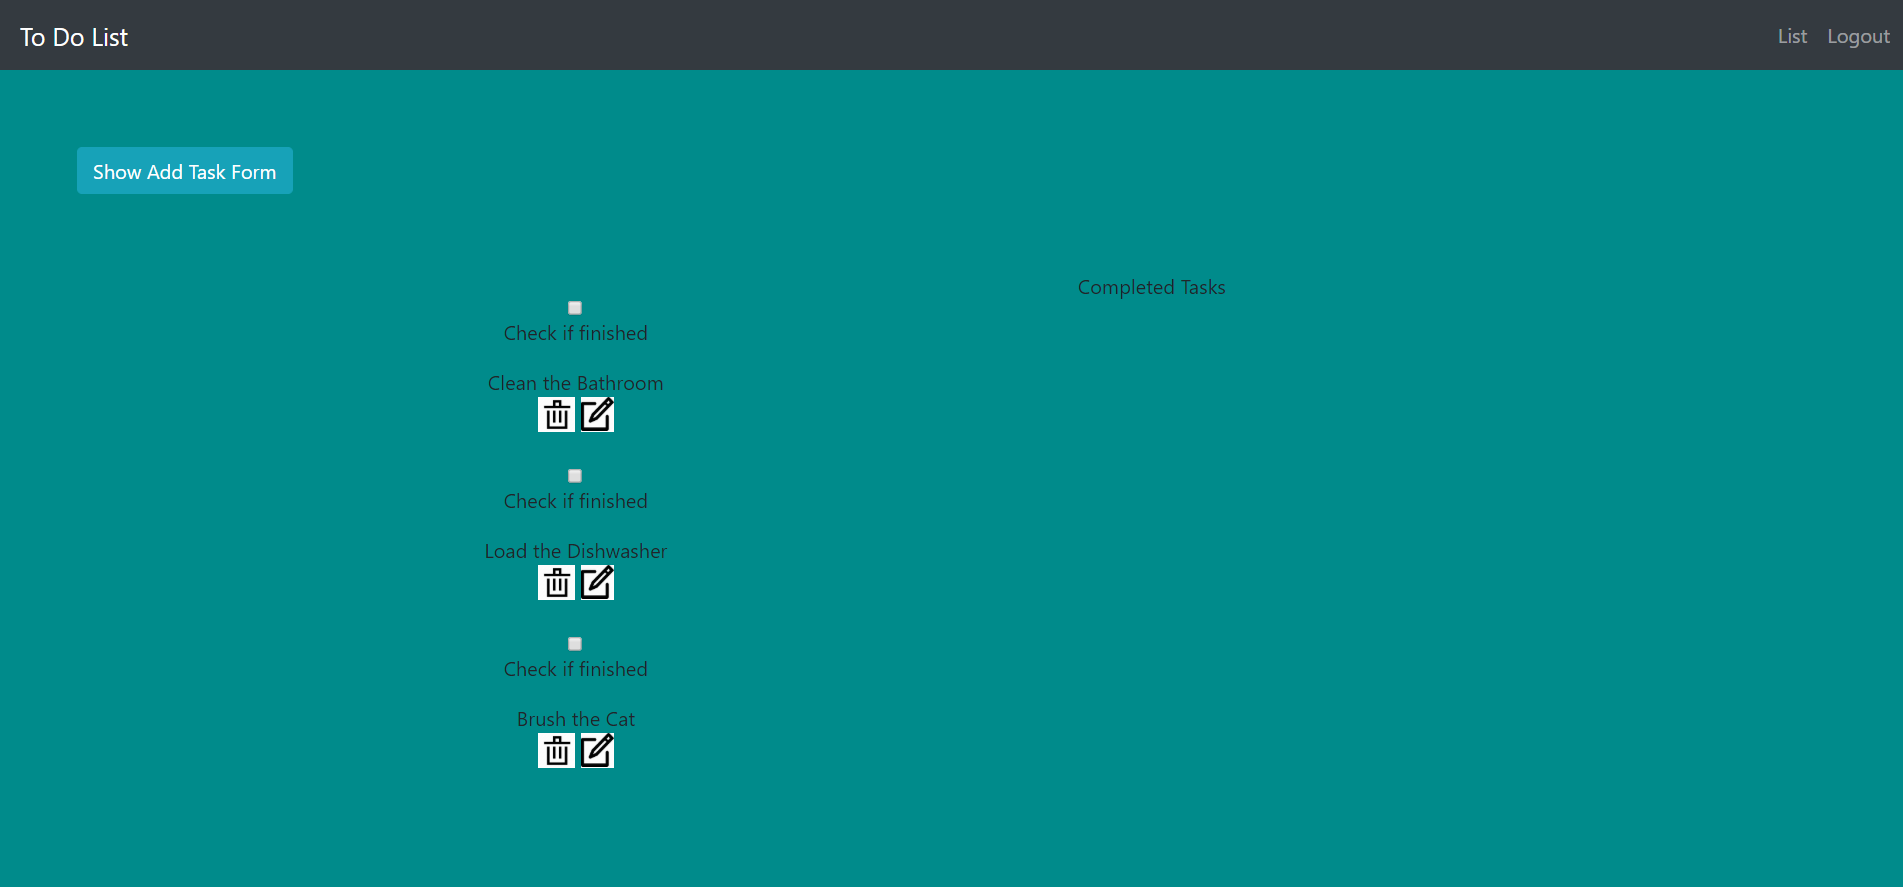 To Do List
List
Logout
Show Add Task Form
Completed Tasks
Check if finished
Clean the Bathroom
Check if finished
Load the Dishwasher
Check if finished
Brush the Cat